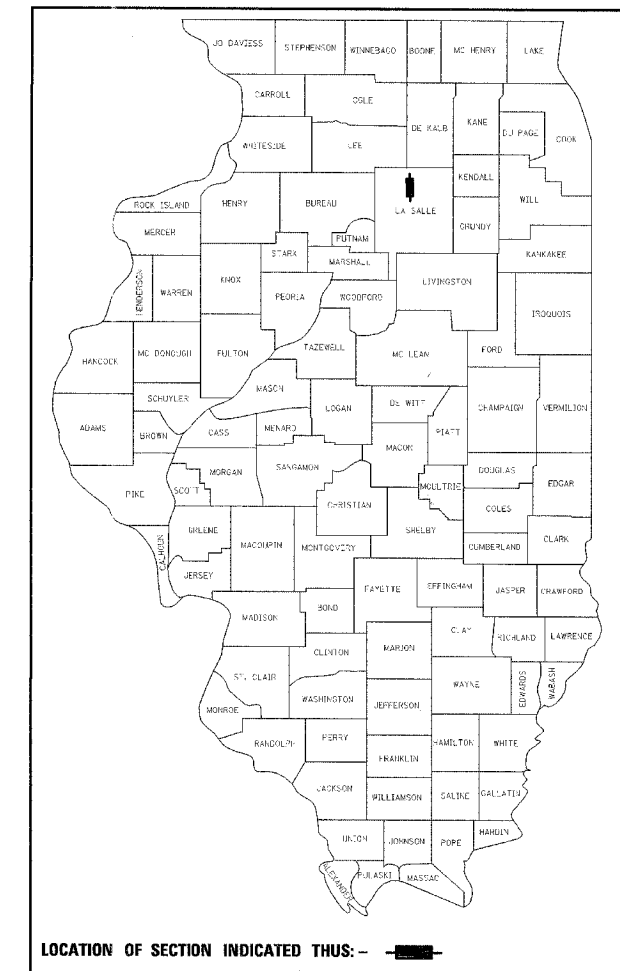 JO DAVIESS STEPHENSON WINNEBAGO BOONE MC HENRY LAKE
CARROLL OGLE DE KALB KANE DU PAGE COOK
WHITESIDE LEE
KENDALL WILL
ROCK ISLAND HENRY BUREAU LA SALLE
MERCER PUTNAM GRUNDY
STARK MARSHALL KANKAKEE
HENDERSON WARREN KNOX PEORIA WOODFORD LIVINGSTON IROQUOIS
HANCOCK MC DONOUGH FULTON TAZEWELL MC LEAN FORD
SCHUYLER MASON LOGAN DE WITT CHAMPAIGN VERMILION
ADAMS BROWN CASS MENARD MACON PIATT
PIKE SCOTT MORGAN SANGAMON MOULTRIE DOUGLAS EDGAR
CHRISTIAN COLES
GREENE MACOUPIN SHELBY
CALHOUN JERSEY MONTGOVERY CUMBERLAND CLARK
FAYETTE EFFINGHAM JASPER CRAWFORD
MADISON BOND
CLAY RICHLAND LAWRENCE
CLINTON MARION
ST. CLAIR WAYNE EDWARDS WABASH
MONROE WASHINGTON JEFFERSON
RANDOLPH PERRY HAMILTON WHITE
FRANKLIN
JACKSON WILLIAMSON SALINE GALLATIN
UNION JOHNSON POPE HARDIN
ALEXANDER PULASKI MASSAC
LOCATION OF SECTION INDICATED THUS: -